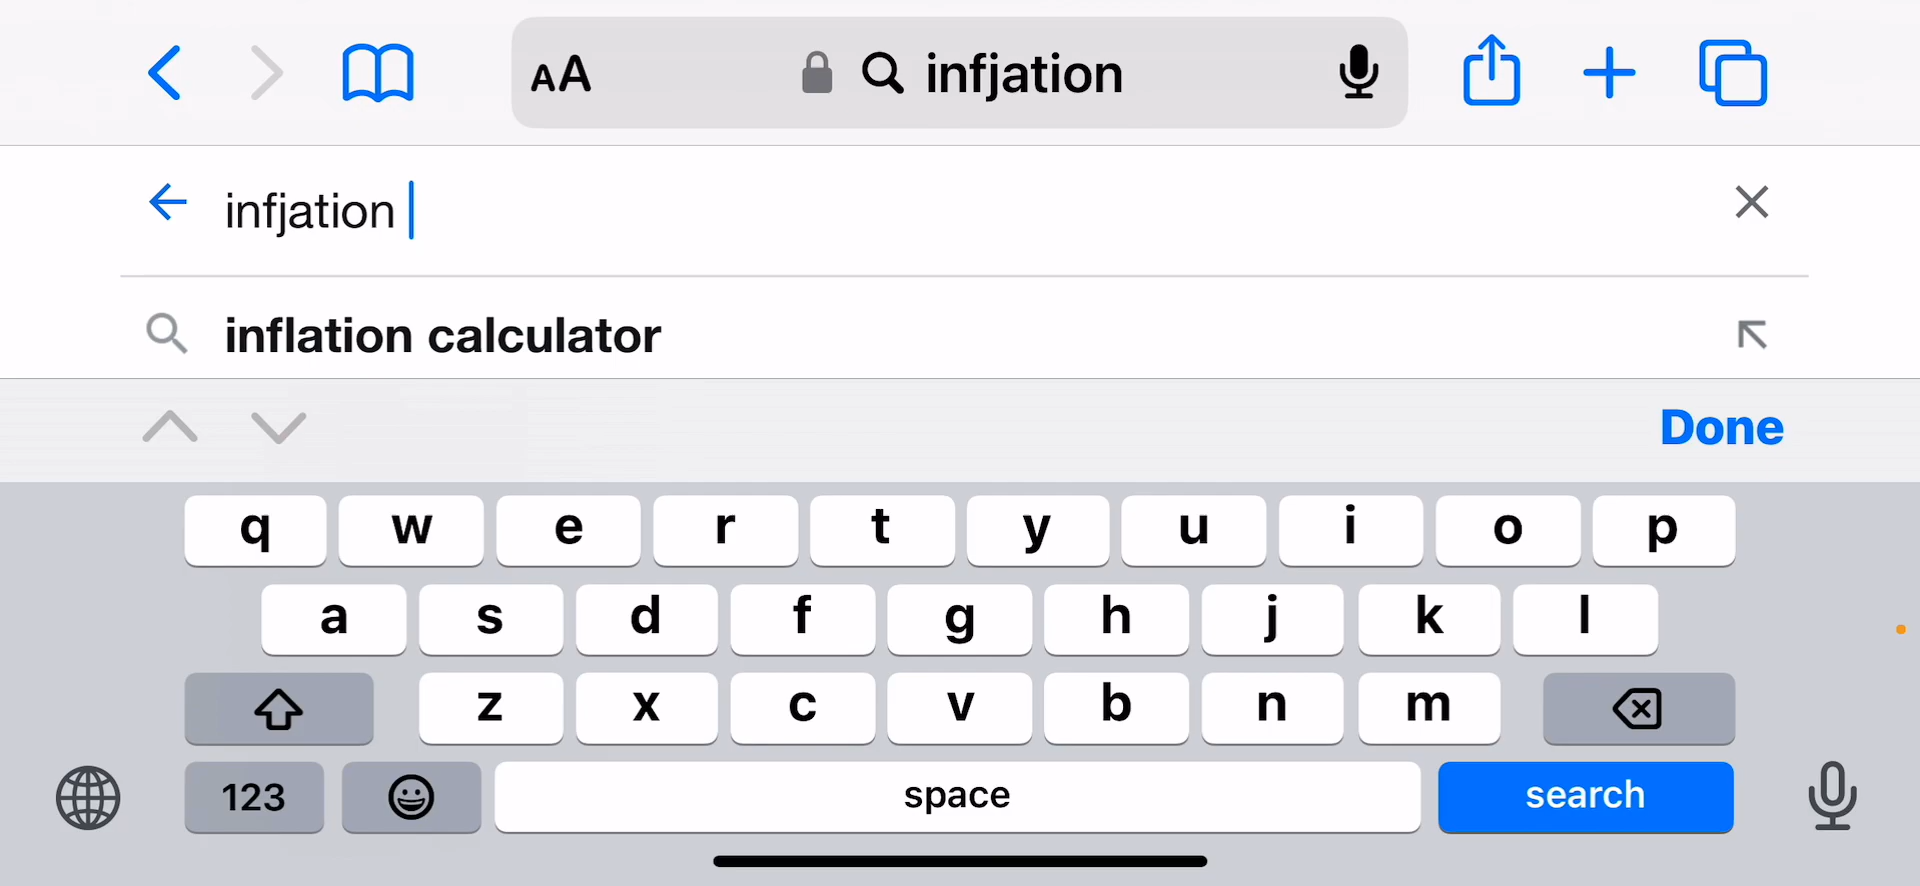 AA infjation
infjation
inflation calculator
Done
q w e r t y u i o p
a s d f g h j k l
z x c v b n m
123 space search